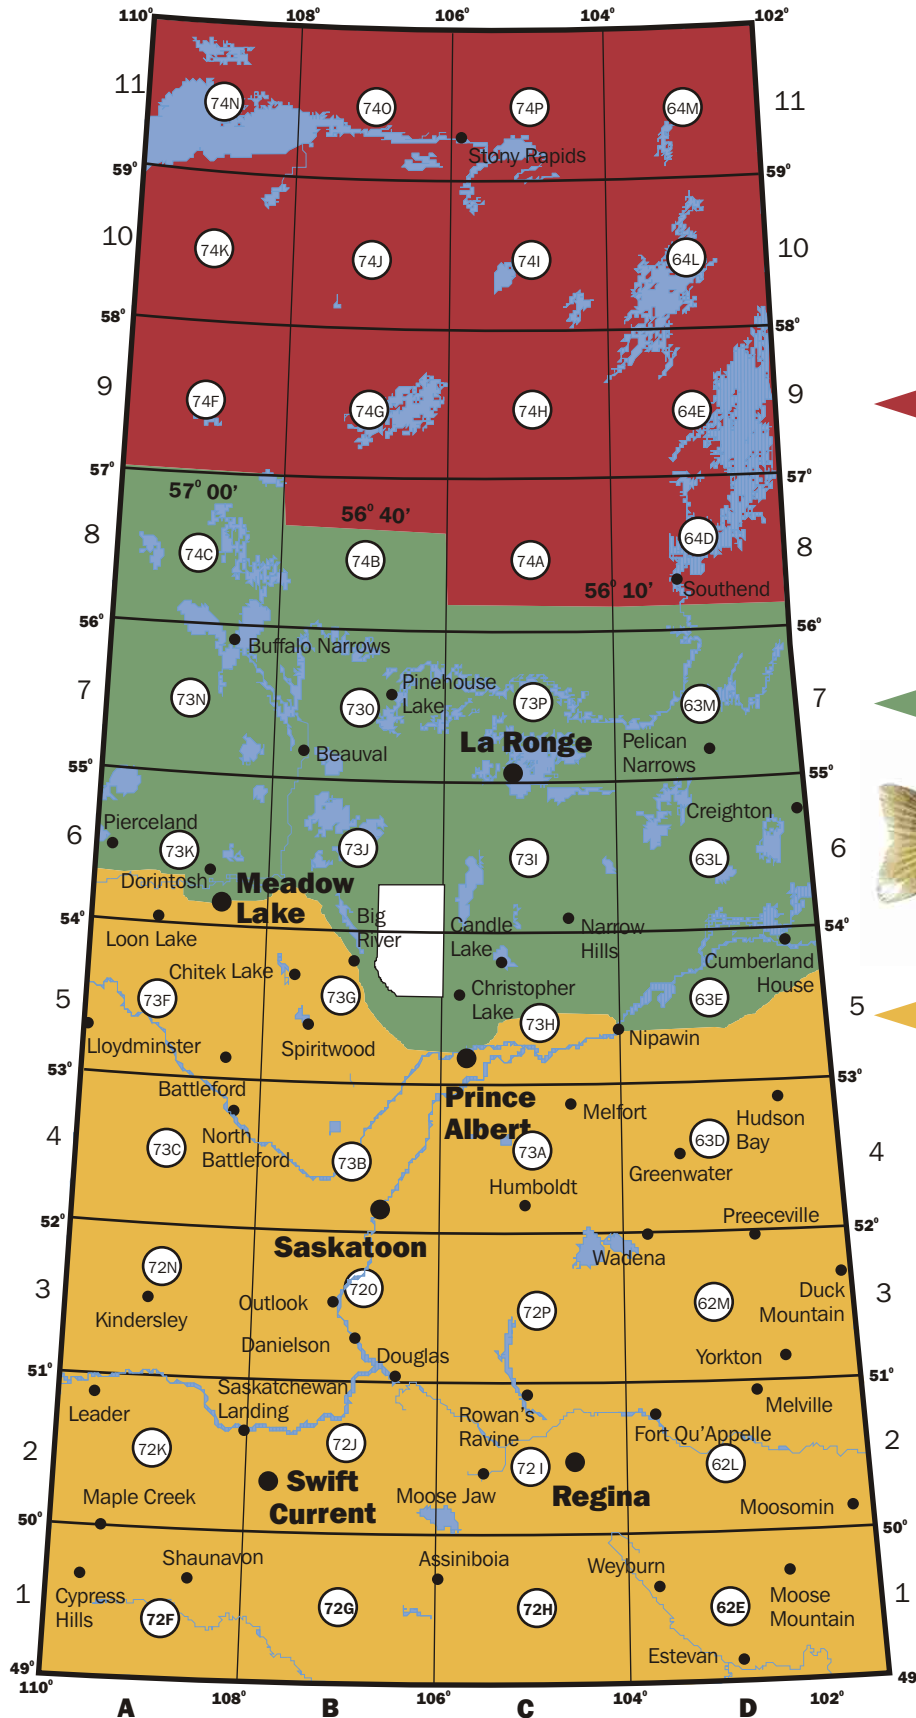 110°
108°
106°
104°
102°
11
74N
74O
74P
64M
11
Stony Rapids
59°
59°
10
74K
74J
74I
64L
10
58°
58°
9
74F
74G
74H
64E
9
57°
57°
57° 00'
56° 40'
8
74C
74B
74A
64D
8
56° 10'
Southend
56°
56°
Buffalo Narrows
7
73N
73O
Pinehouse
Lake
73P
63M
7
La Ronge
Pelican
Narrows
Beauval
55°
55°
Creighton
6
Pierceland
73K
73J
73I
63L
6
Dorintosh
Meadow
Lake
54°
Big
River
Candle
Lake
Narrow
Hills
54°
Loon Lake
Chitek Lake
Cumberland
House
5
73F
73G
Christopher
Lake
73H
63E
5
Lloydminster
Spiritwood
Nipawin
53°
53°
Battleford
Prince
Albert
Melfort
Hudson
Bay
4
North
Battleford
73C
73B
73A
63D
4
Greenwater
Humboldt
52°
Preeceville
52°
Saskatoon
Wadena
3
72N
72O
72P
62M
3
Kindersley
Outlook
Duck
Mountain
Danielson
Douglas
Yorkton
51°
51°
Saskatchewan
Landing
Leader
Rowan's
Ravine
Melville
Fort Qu'Appelle
2
72K
72J
72 I
62L
2
Swift
Current
Moose Jaw
Regina
Maple Creek
Moosomin
50°
50°
Shaunavon
Assiniboia
Weyburn
1
Cypress
Hills
72F
72G
72H
62E
Moose
Mountain
1
Estevan
49°
49
110°
108°
106°
104°
102°
A
B
C
D